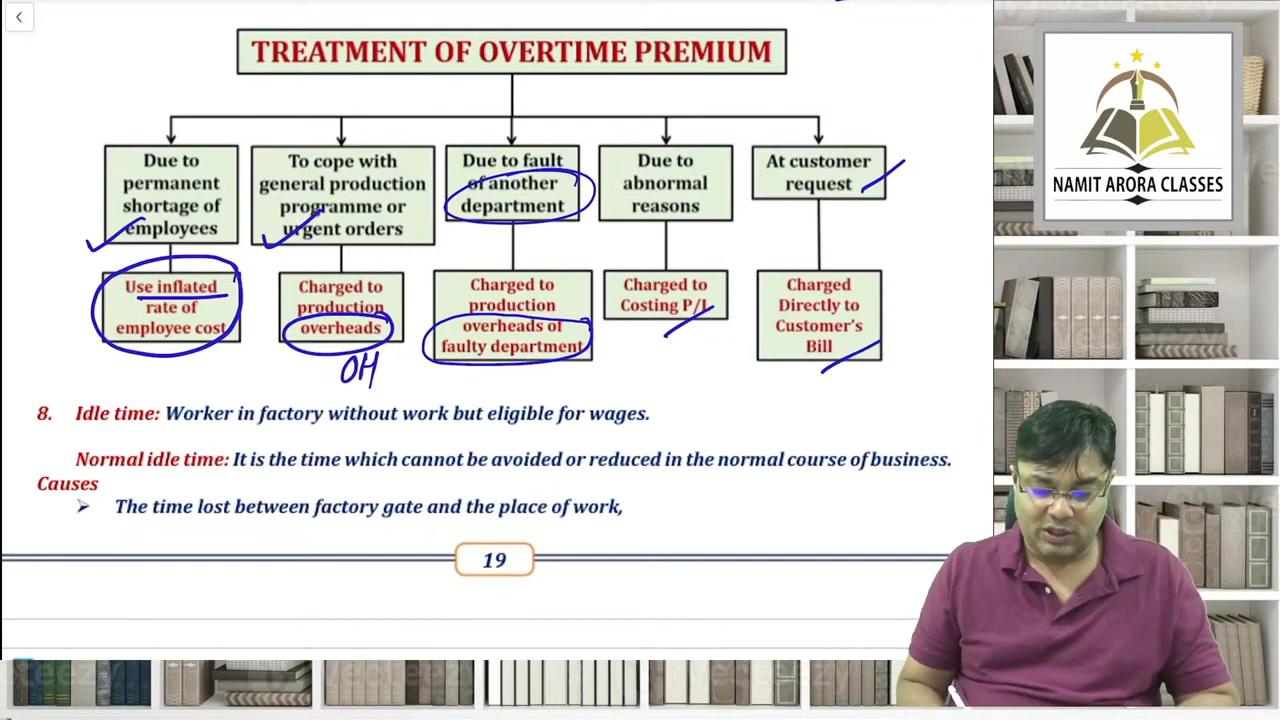 TREATMENT OF OVERTIME PREMIUM
Due to
permanent
shortage of
employees
To cope with
general production
programme or
urgent orders
Due to fault
of another
department
Due to
abnormal
reasons
At customer
request
Use inflated
rate of
employee cost
Charged to
production
overheads
OH
Charged to
production
overheads of
faulty department
Charged to
Costing P/L
Charged
Directly to
Customer's
Bill
8. Idle time: Worker in factory without work but eligible for wages.
Normal idle time: It is the time which cannot be avoided or reduced in the normal course of business.
Causes
➢ The time lost between factory gate and the place of work,
19
NAMIT ARORA CLASSES